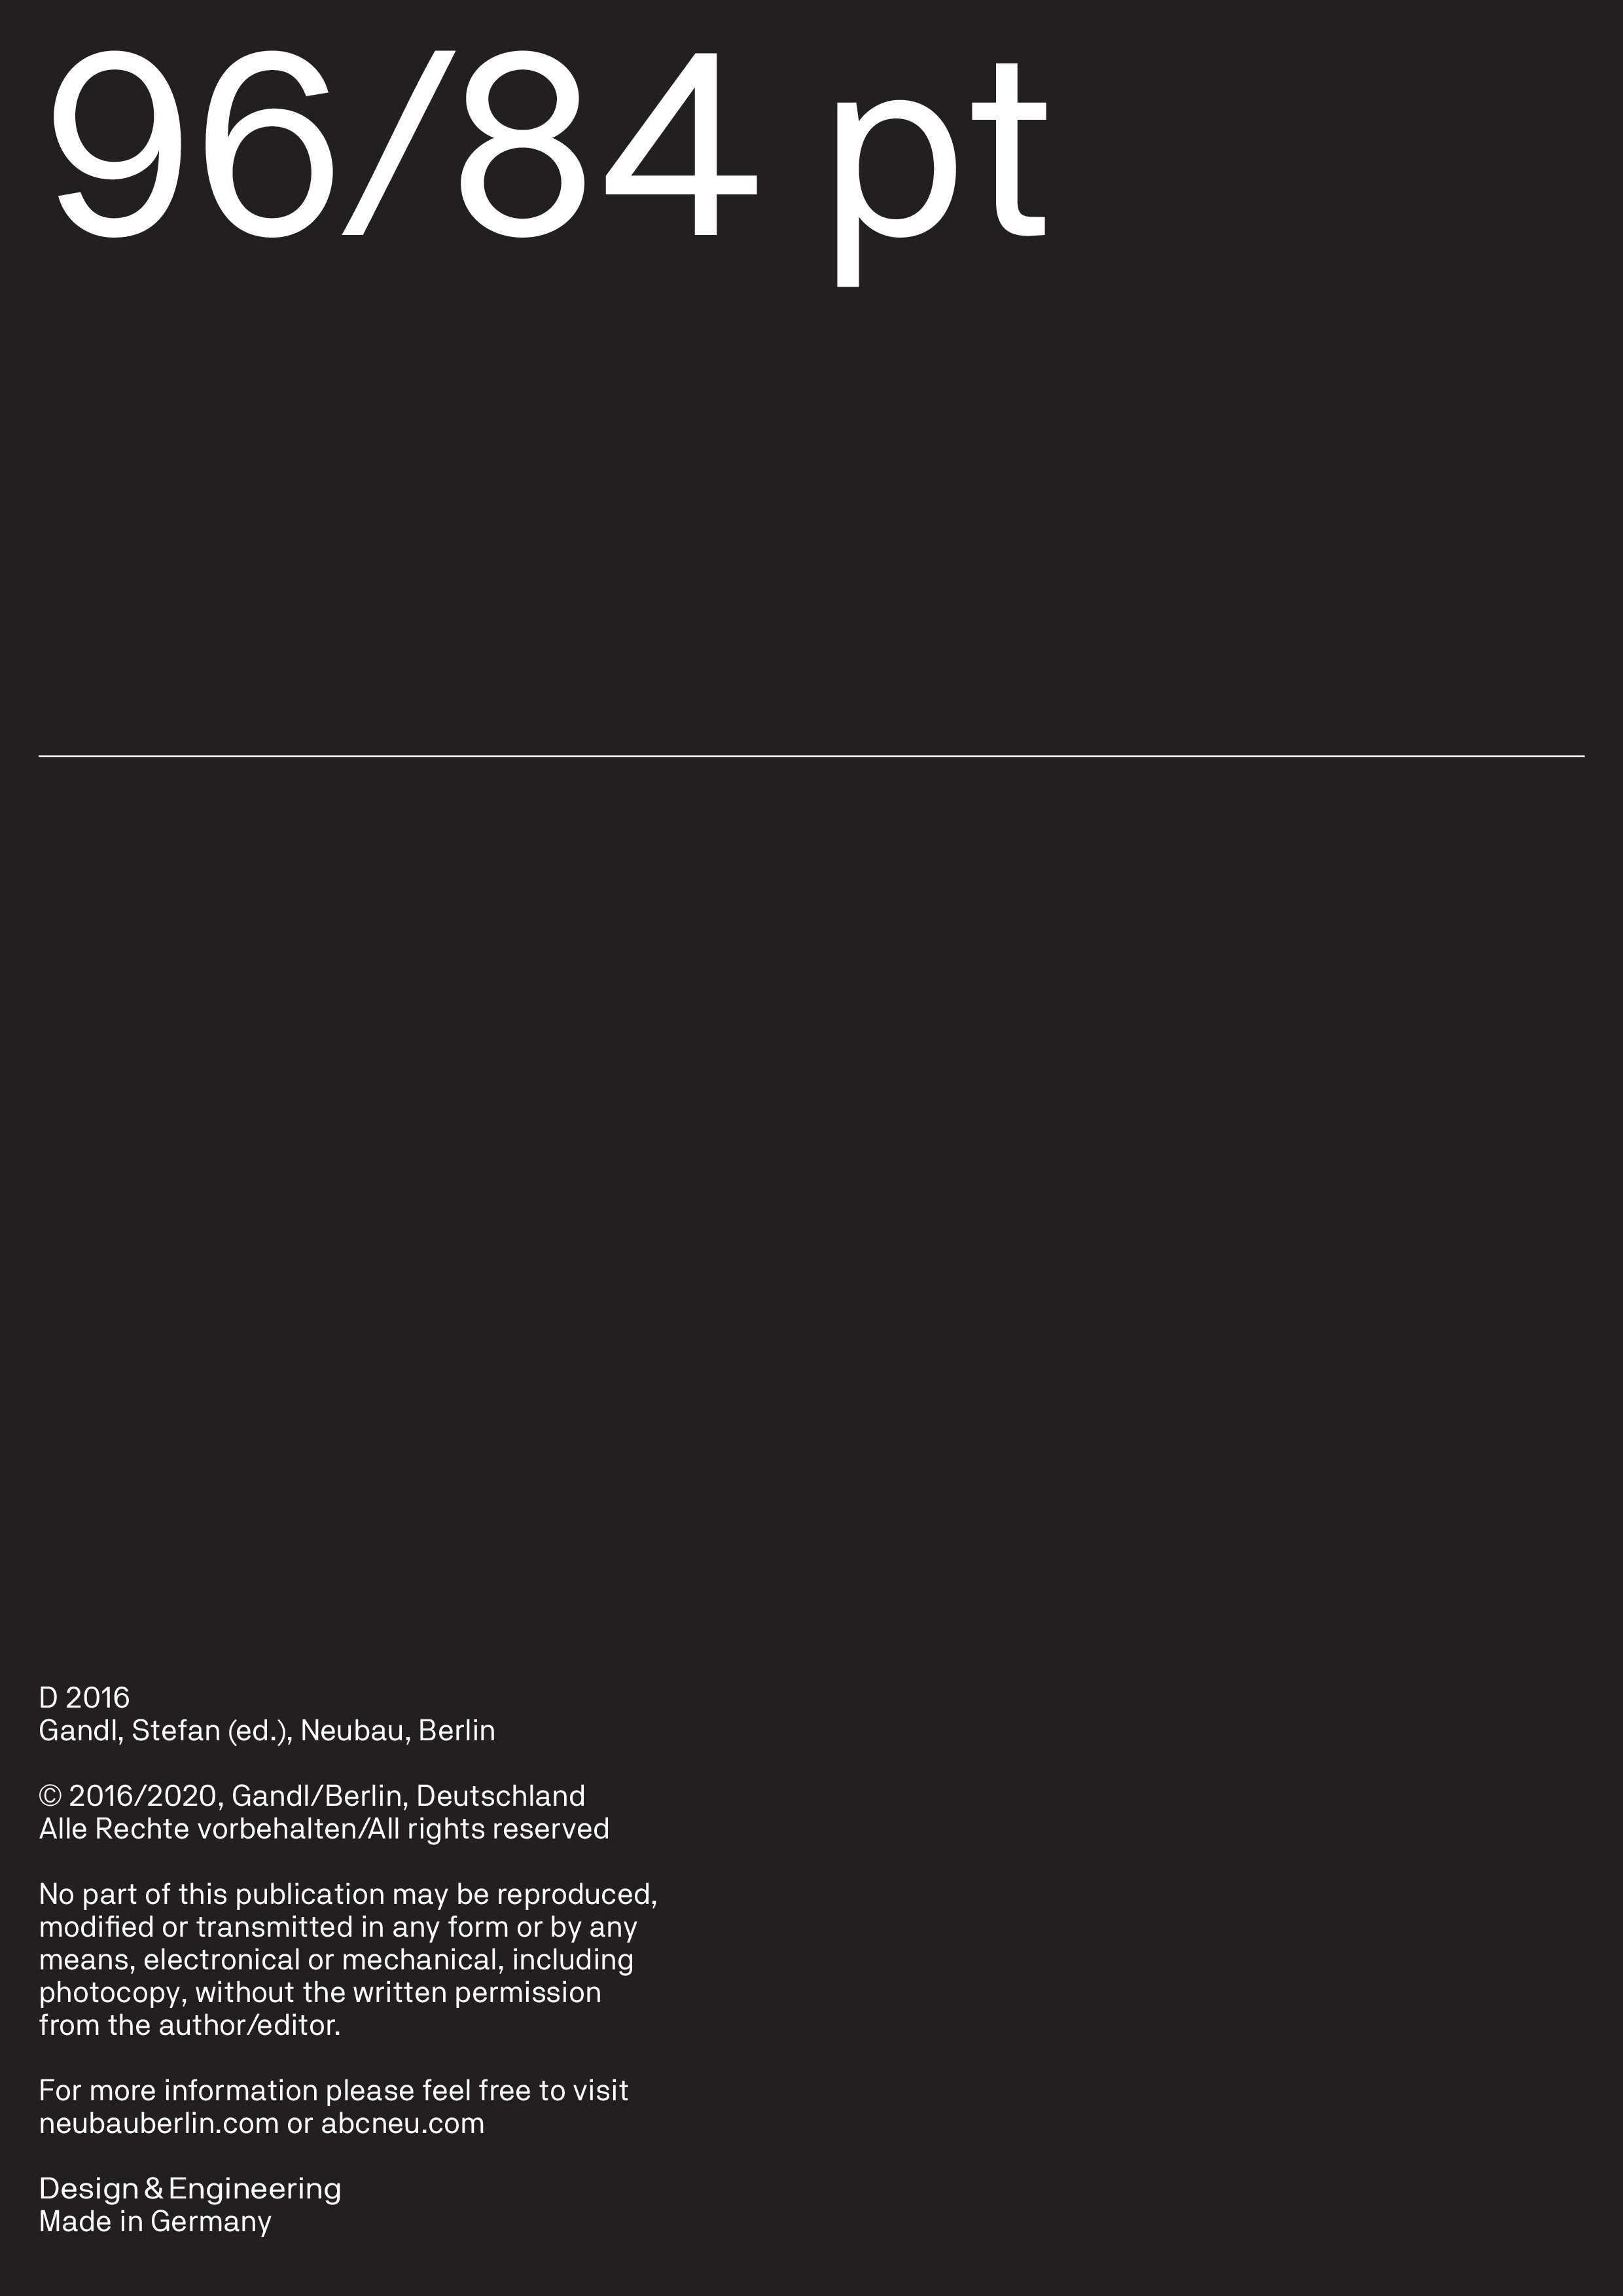 96/84 pt
D 2016
Gandl, Stefan (ed.), Neubau, Berlin
© 2016/2020, Gandl/Berlin, Deutschland
Alle Rechte vorbehalten/All rights reserved
No part of this publication may be reproduced,
modified or transmitted in any form or by any
means, electronical or mechanical, including
photocopy, without the written permission
from the author/editor.
For more information please feel free to visit
neubauberlin.com or abcneu.com
Design & Engineering
Made in Germany